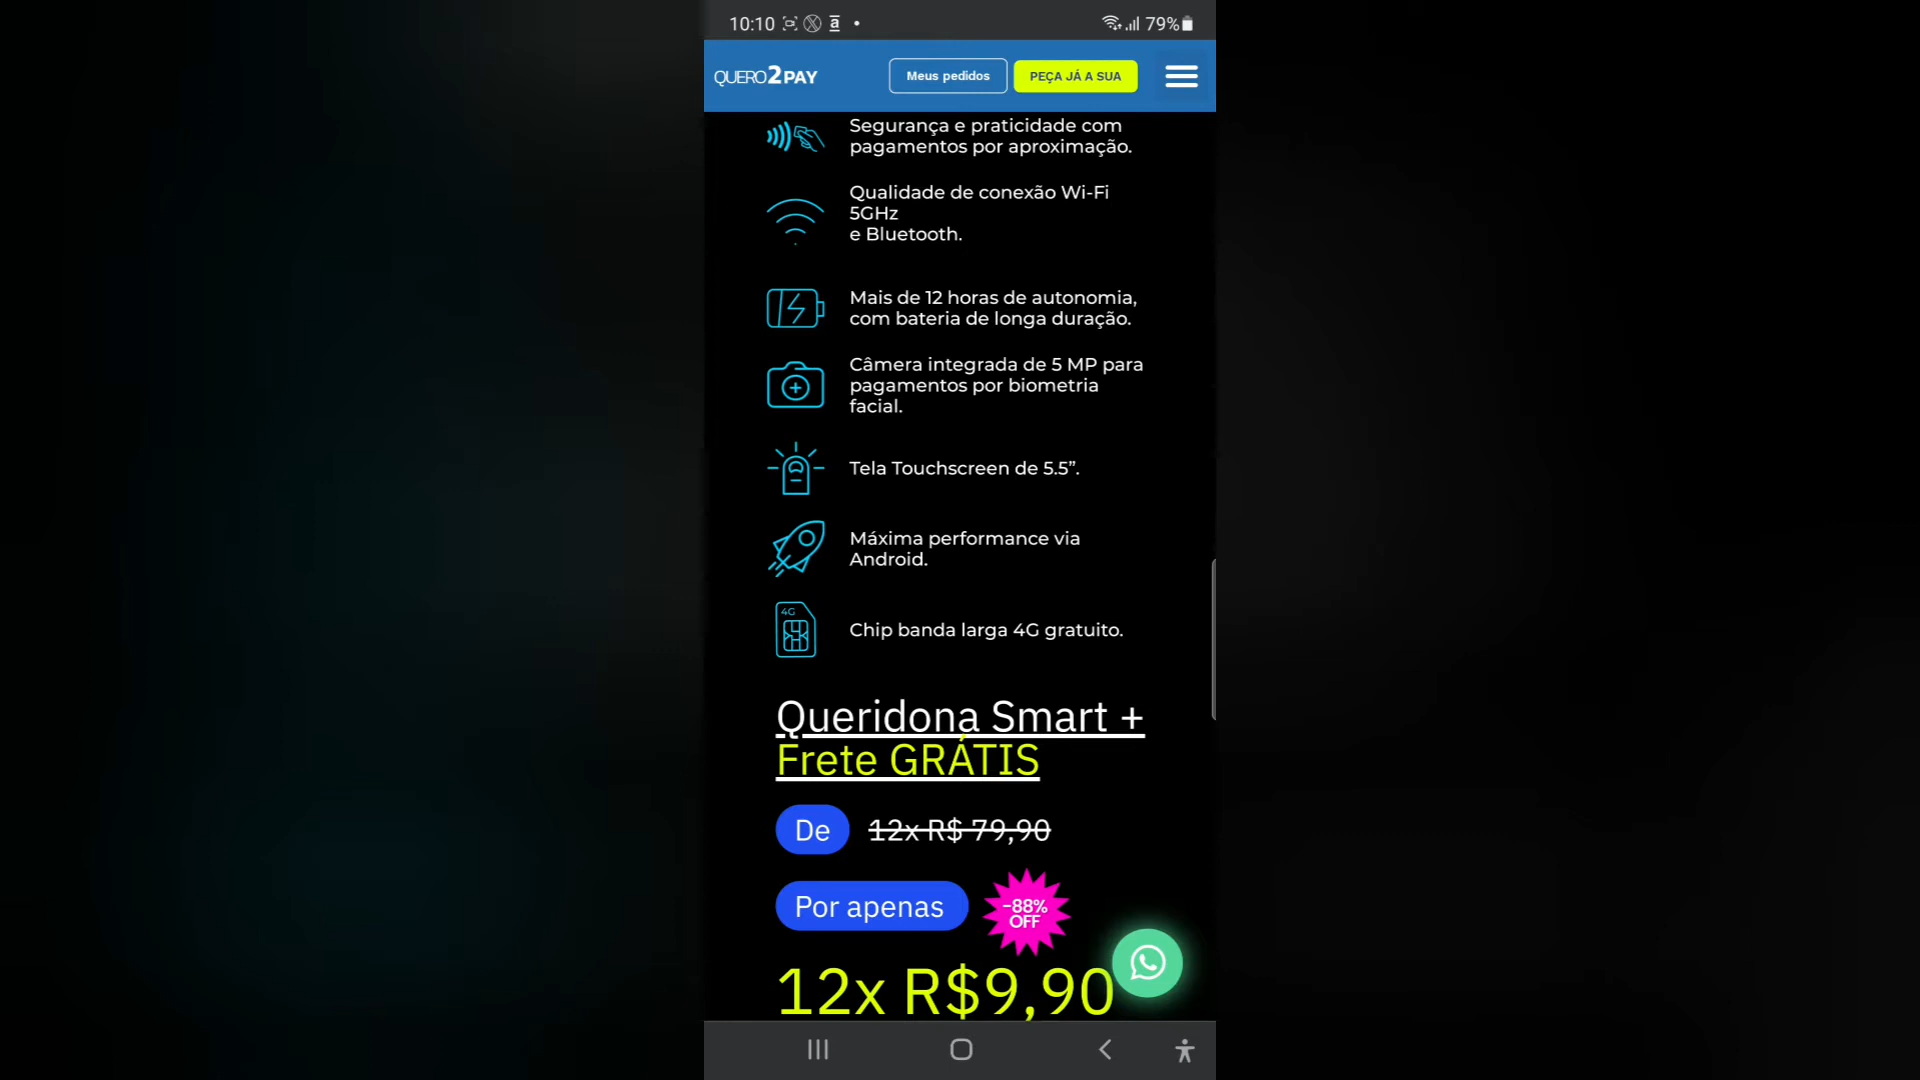 10:10
79%
QUERO2PAY
Meus pedidos
PEÇA JÁ A SUA
Segurança e praticidade com
pagamentos por aproximação.
Qualidade de conexão Wi-Fi
5GHz
e Bluetooth.
Mais de 12 horas de autonomia,
com bateria de longa duração.
Câmera integrada de 5 MP para
pagamentos por biometria
facial.
Tela Touchscreen de 5.5”.
Máxima performance via
Android.
4G
Chip banda larga 4G gratuito.
Queridona Smart +
Frete GRÁTIS
De 12x R$ 79,90
Por apenas
-88%
OFF
12x R$9,90